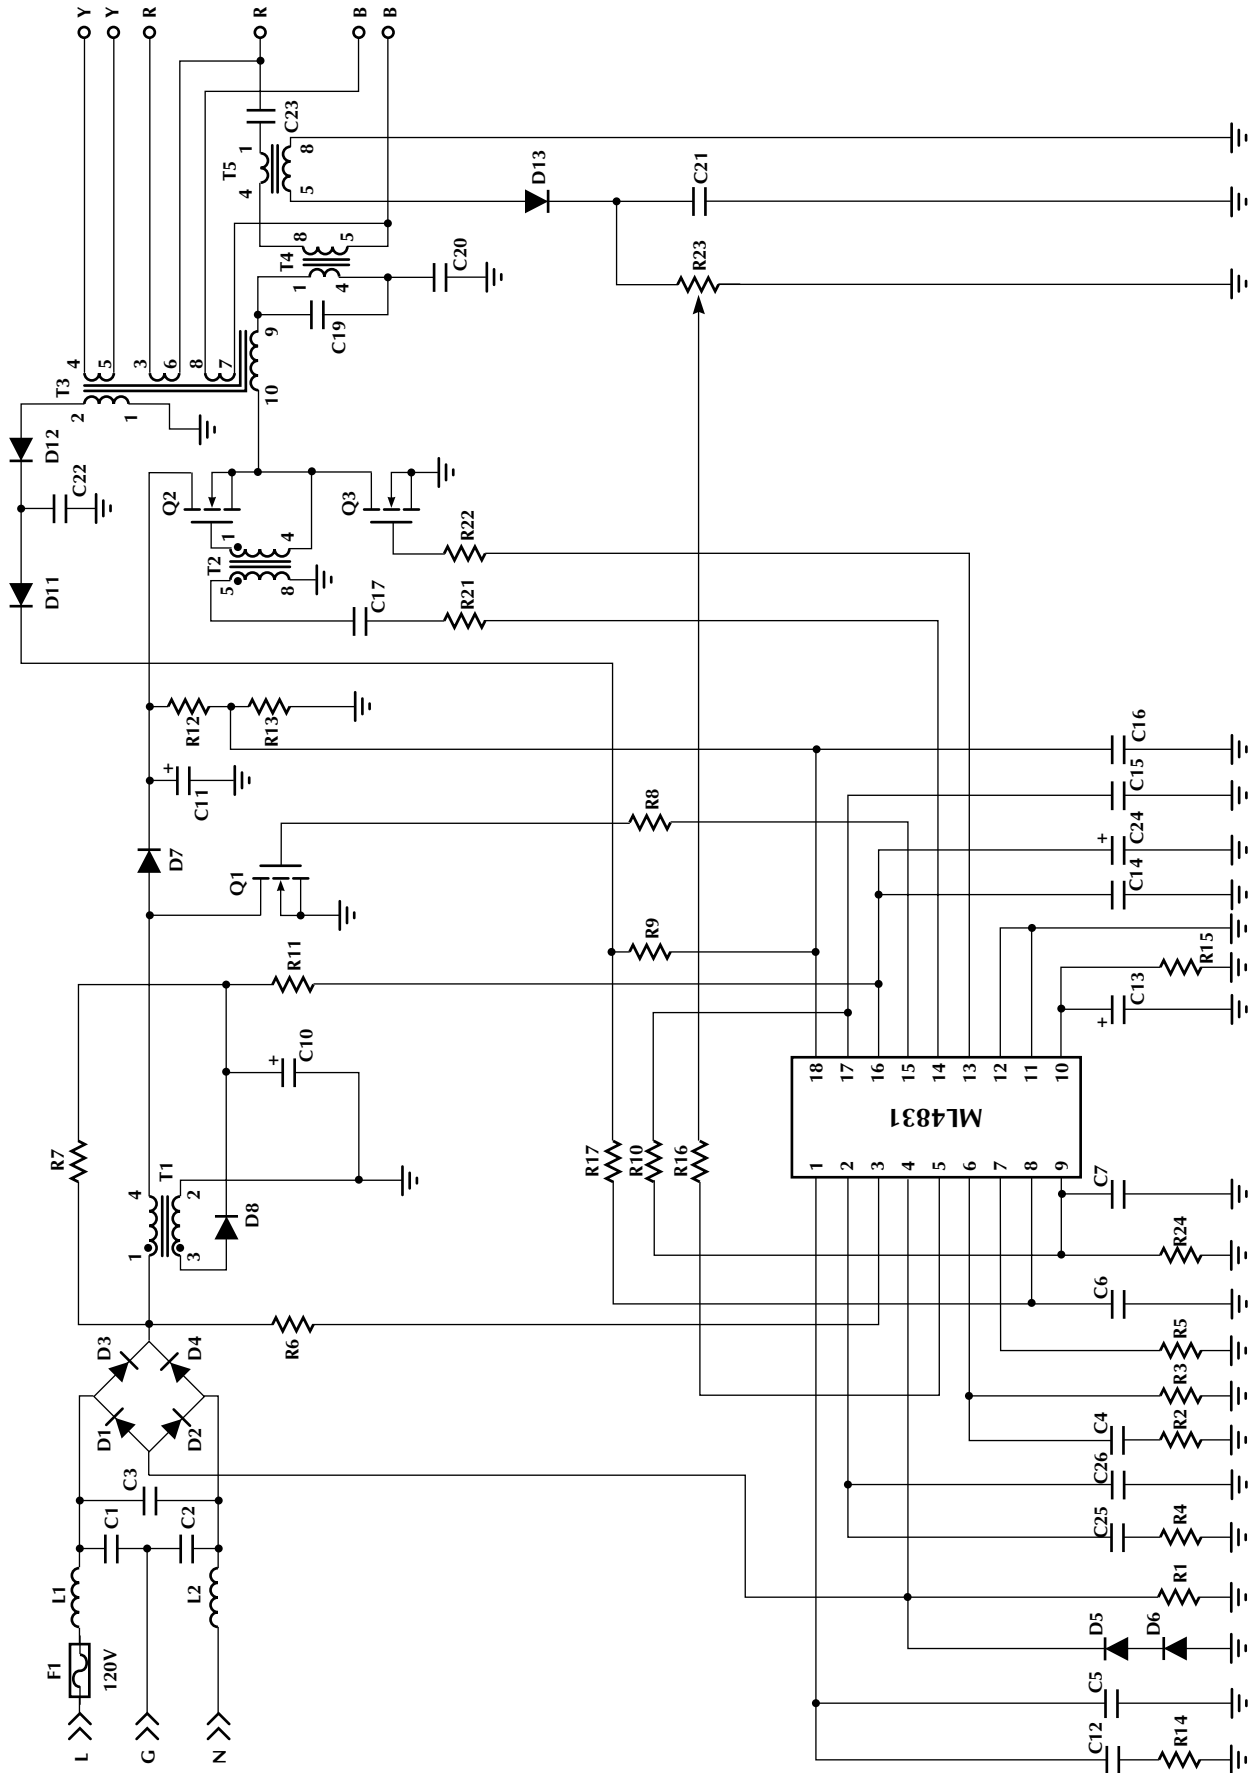 Y
Y
R
R
B
B
C23
T5
1
4
8
5
D13
C21
T4
8
5
1
4
C20
R23
C19
T3
4
5
3
6
8
7
9
10
2
1
D12
C22
Q2
Q3
1
4
T2
5
8
R22
D11
C17
R21
R12
R13
C16
+
C11
C15
R8
+
C24
D7
Q1
C14
R9
R11
R15
+
C13
+
C10
18
17
16
15
14
13
12
11
10
ML4831
1
2
3
4
5
6
7
8
9
R7
T1
4
2
1
3
D8
R17
R10
R16
C7
R24
C6
R6
D3
D4
D1
D2
R5
R3
C4
R2
C3
C26
C1
C2
C25
R4
L1
L2
R1
F1
120V
D5
D6
C5
L
G
N
C12
R14